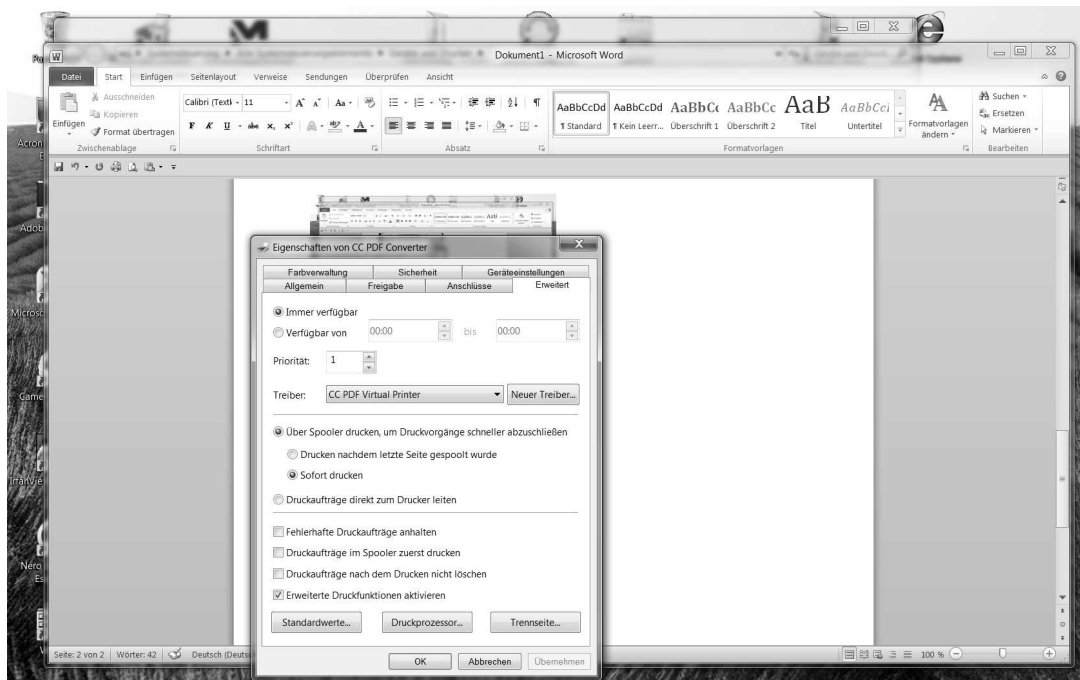 Dokument1 - Microsoft Word
Datei Start Einfügen Seitenlayout Verweise Sendungen Überprüfen Ansicht
Einfügen
Ausschneiden
Kopieren
Format übertragen
Zwischenablage
Calibri (Textk 11
Schriftart
Absatz
AaBbCcDd AaBbCcDd AaBbCc AaBbCc AaB AaBbCcI
¶ Standard ¶ Kein Leerr... Überschrift 1 Überschrift 2 Titel Untertitel
Formatvorlagen ändern
Formatvorlagen
Suchen
Ersetzen
Markieren
Bearbeiten
Acron
Adob
Microsc
Game
IrfanVie
Nero
Es
Eigenschaften von CC PDF Converter
Farbverwaltung Sicherheit Geräteeinstellungen
Allgemein Freigabe Anschlüsse Erweitert
Immer verfügbar
Verfügbar von 00:00 bis 00:00
Priorität: 1
Treiber: CC PDF Virtual Printer Neuer Treiber...
Über Spooler drucken, um Druckvorgänge schneller abzuschließen
Drucken nachdem letzte Seite gespoolt wurde
Sofort drucken
Druckaufträge direkt zum Drucker leiten
Fehlerhafte Druckaufträge anhalten
Druckaufträge im Spooler zuerst drucken
Druckaufträge nach dem Drucken nicht löschen
Erweiterte Druckfunktionen aktivieren
Standardwerte... Druckprozessor... Trennseite...
OK Abbrechen Übernehmen
Seite: 2 von 2 Wörter: 42 Deutsch (Deuts 100 %